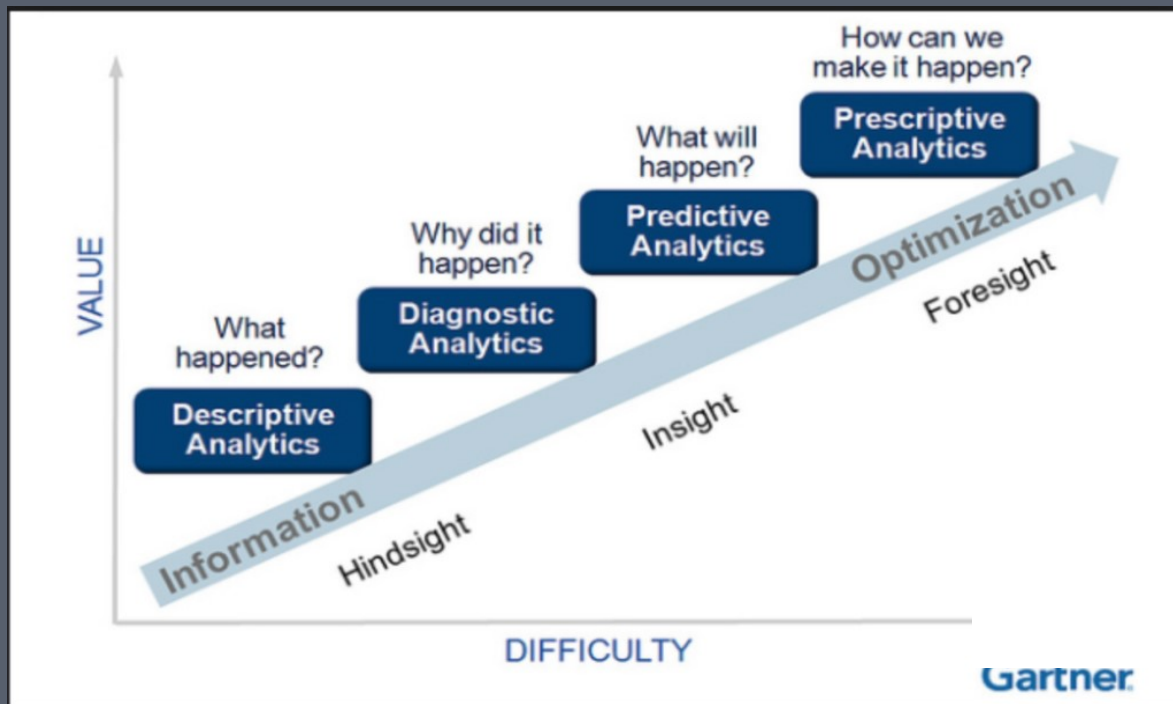 How can we
make it happen?
Prescriptive
Analytics
What will
happen?
Predictive
Analytics
Why did it
happen?
Diagnostic
Analytics
What
happened?
Descriptive
Analytics
VALUE
Information
Optimization
Hindsight
Insight
Foresight
DIFFICULTY
Gartner.